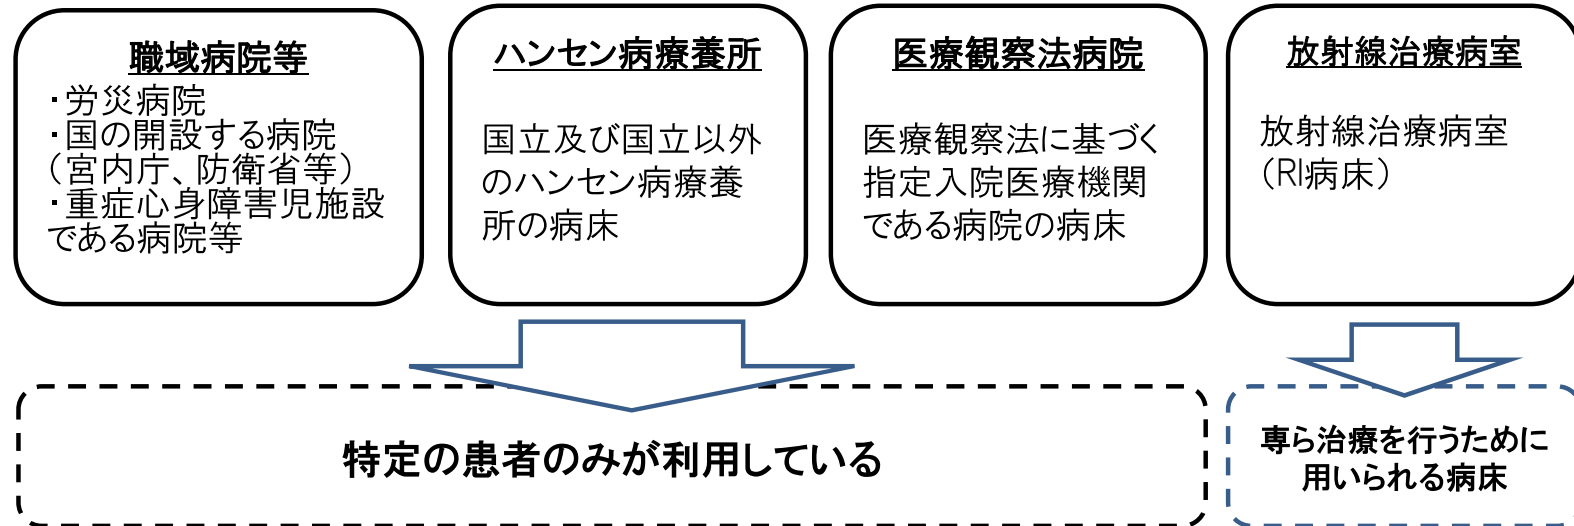 職域病院等
・労災病院
・国の開設する病院
（宮内庁、防衛省等）
・重症心身障害児施設
である病院等
ハンセン病療養所
国立及び国立以外
のハンセン病療養
所の病床
医療観察法病院
医療観察法に基づく
指定入院医療機関
である病院の病床
放射線治療病室
放射線治療病室
（RI病床）
特定の患者のみが利用している
専ら治療を行うために
用いられる病床